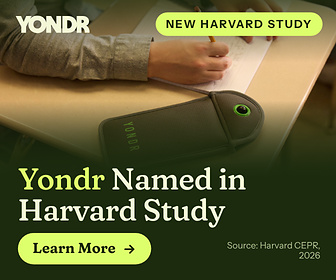 YONDR
NEW HARVARD STUDY
YONDR
Yondr Named in
Harvard Study
Learn More →
Source: Harvard CEPR,
2026